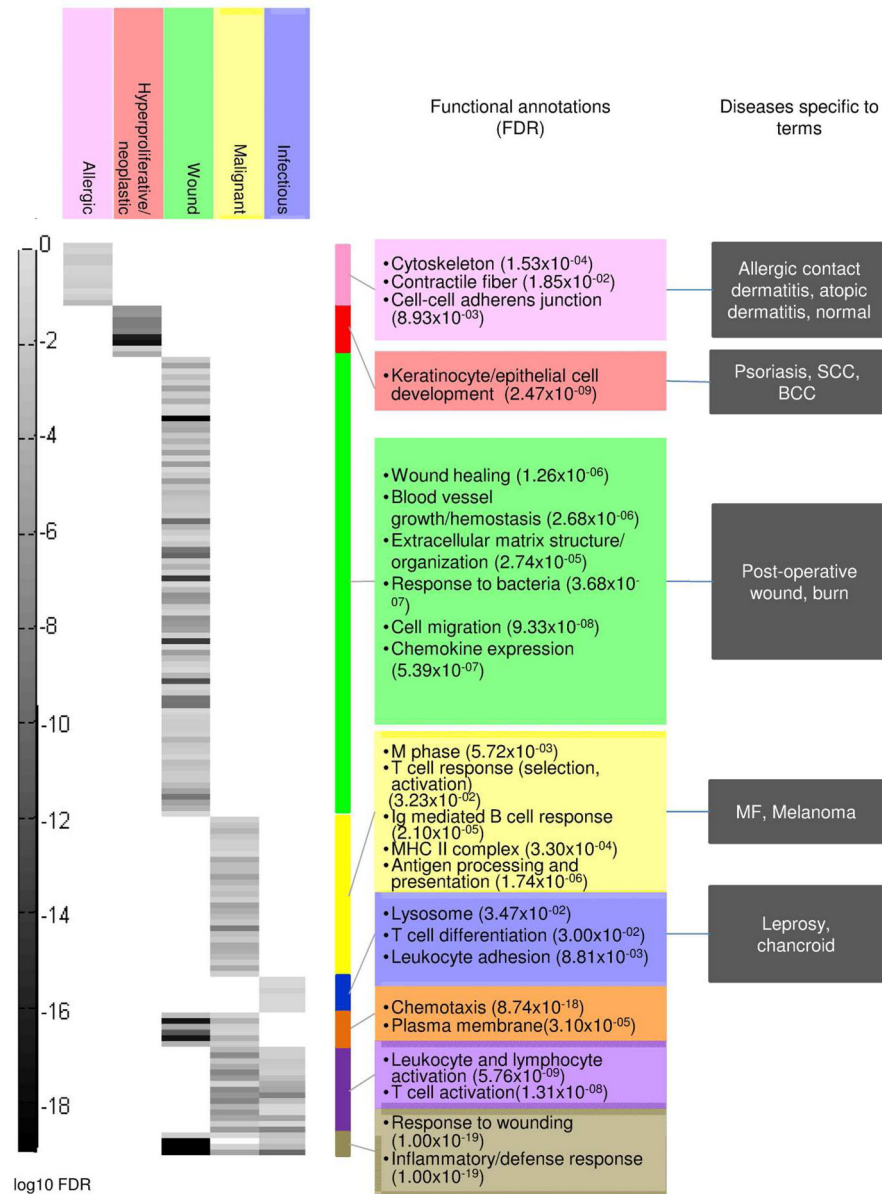 Allergic
Hyperproliferative/
neoplastic
Wound
Malignant
Infectious
Functional annotations
(FDR)
Diseases specific to
terms
0
-2
-4
-6
-8
-10
-12
-14
-16
-18
log10 FDR
•Cytoskeleton (1.53x10⁻⁰⁴)
•Contractile fiber (1.85x10⁻⁰²)
•Cell-cell adherens junction
(8.93x10⁻⁰³)
Allergic contact
dermatitis, atopic
dermatitis, normal
•Keratinocyte/epithelial cell
development (2.47x10⁻⁰⁹)
Psoriasis, SCC,
BCC
•Wound healing (1.26x10⁻⁰⁶)
•Blood vessel
growth/hemostasis (2.68x10⁻⁰⁶)
•Extracellular matrix structure/
organization (2.74x10⁻⁰⁵)
•Response to bacteria (3.68x10⁻
⁰⁷)
•Cell migration (9.33x10⁻⁰⁸)
•Chemokine expression
(5.39x10⁻⁰⁷)
Post-operative
wound, burn
•M phase (5.72x10⁻⁰³)
•T cell response (selection,
activation)
(3.23x10⁻⁰²)
•Ig mediated B cell response
(2.10x10⁻⁰⁵)
•MHC II complex (3.30x10⁻⁰⁴)
•Antigen processing and
presentation (1.74x10⁻⁰⁶)
MF, Melanoma
•Lysosome (3.47x10⁻⁰²)
•T cell differentiation (3.00x10⁻⁰²)
•Leukocyte adhesion (8.81x10⁻⁰³)
Leprosy,
chancroid
•Chemotaxis (8.74x10⁻¹⁸)
•Plasma membrane(3.10x10⁻⁰⁵)
•Leukocyte and lymphocyte
activation (5.76x10⁻⁰⁹)
•T cell activation(1.31x10⁻⁰⁸)
•Response to wounding
(1.00x10⁻¹⁹)
•Inflammatory/defense response
(1.00x10⁻¹⁹)